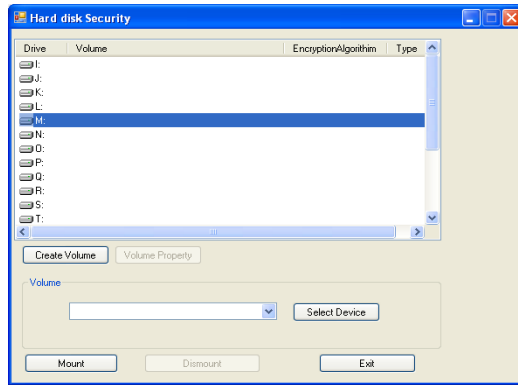 Hard disk Security
Drive Volume EncryptionAlgorithim Type
I:
J:
K:
L:
M:
N:
O:
P:
Q:
R:
S:
T:
Create Volume Volume Property
Volume
Select Device
Mount Dismount Exit